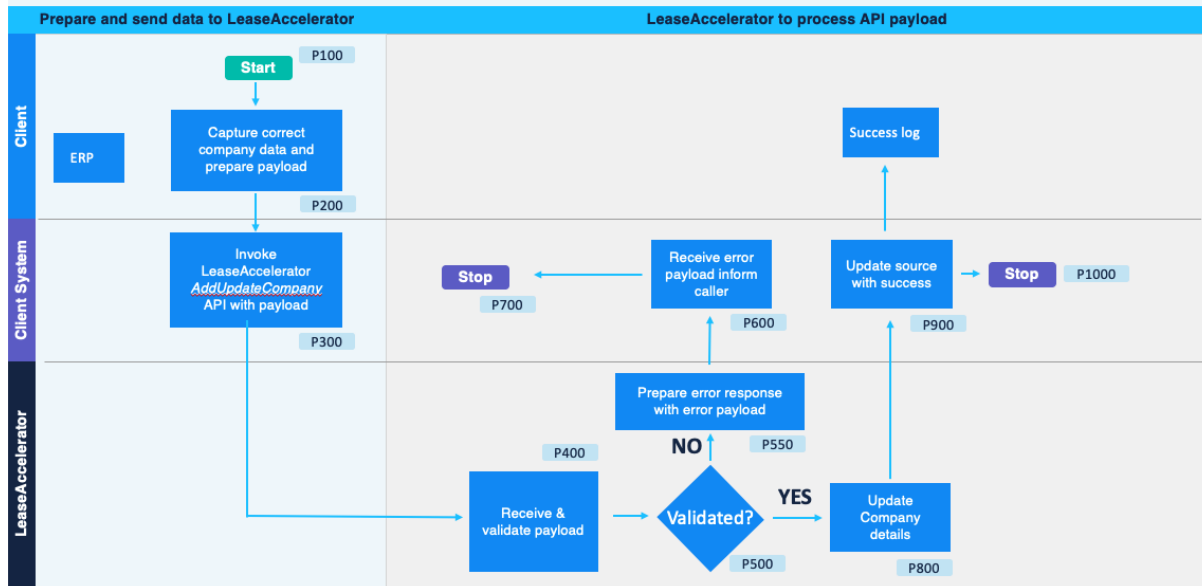 Prepare and send data to LeaseAccelerator
LeaseAccelerator to process API payload
Client
P100
Start
ERP
Capture correct
company data and
prepare payload
P200
Success log
Client System
Invoke
LeaseAccelerator
AddUpdateCompany
API with payload
P300
Stop
P700
Receive error
payload inform
caller
P600
Update source
with success
P900
Stop
P1000
LeaseAccelerator
Prepare error response
with error payload
P550
NO
P400
Receive &
validate payload
Validated?
P500
YES
Update
Company
details
P800